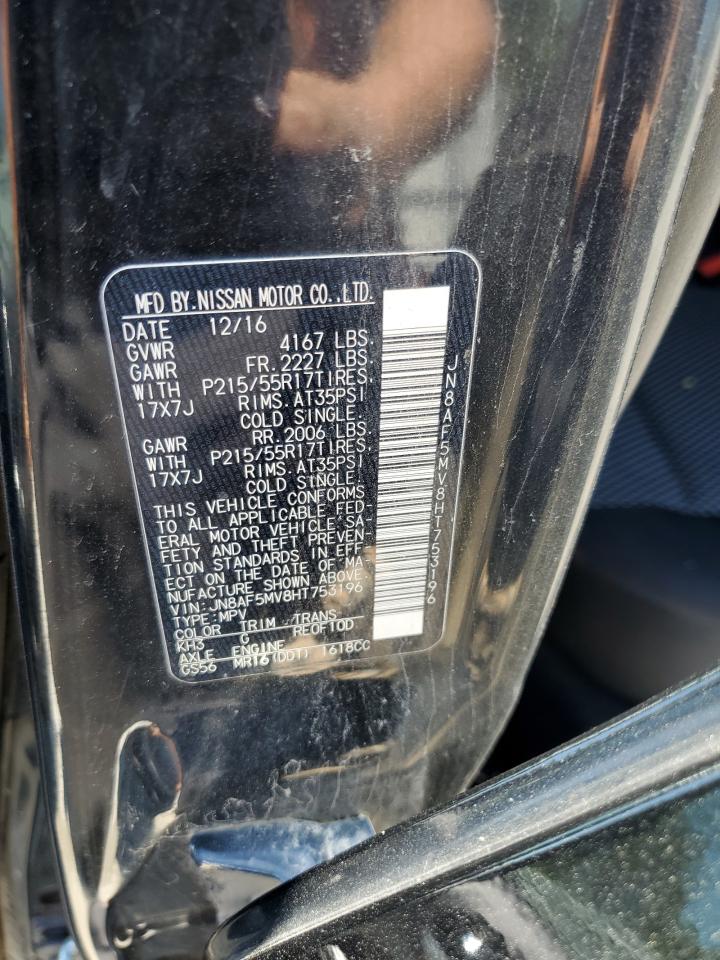 MFD BY.NISSAN MOTOR CO.,LTD.
DATE 12/16
GVWR 4167 LBS.
GAWR FR.2227 LBS.
WITH P215/55R17TIRES.
17X7J RIMS.AT35PSI
COLD SINGLE.
GAWR RR.2006 LBS.
WITH P215/55R17TIRES.
17X7J RIMS.AT35PSI
COLD SINGLE.
THIS VEHICLE CONFORMS
TO ALL APPLICABLE FED-
ERAL MOTOR VEHICLE SA-
FETY AND THEFT PREVEN-
TION STANDARDS IN EFF-
ECT ON THE DATE OF MA-
NUFACTURE SHOWN ABOVE.
VIN:JN8AF5MV8HT753196
TYPE:MPV
COLOR TRIM TRANS
KH3 G RE0F10D
AXLE ENGINE
GS56 MR16(DDT) 1618CC
JN8AF5MV8HT753196